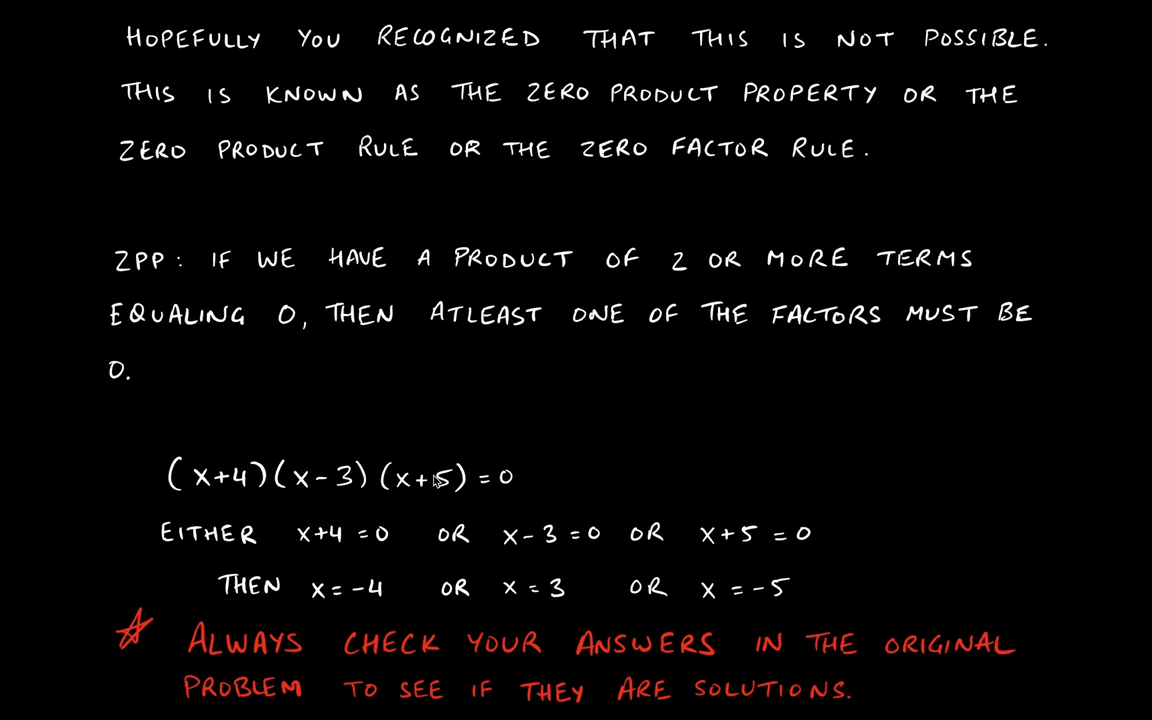 HOPEFULLY YOU RECOGNIZED THAT THIS IS NOT POSSIBLE.
THIS IS KNOWN AS THE ZERO PRODUCT PROPERTY OR THE
ZERO PRODUCT RULE OR THE ZERO FACTOR RULE.
ZPP: IF WE HAVE A PRODUCT OF 2 OR MORE TERMS
EQUALING 0, THEN ATLEAST ONE OF THE FACTORS MUST BE
0.
(x+4)(x-3)(x+5)=0
EITHER x+4=0 OR x-3=0 OR x+5=0
THEN x=-4 OR x=3 OR x=-5
ALWAYS CHECK YOUR ANSWERS IN THE ORIGINAL
PROBLEM TO SEE IF THEY ARE SOLUTIONS.